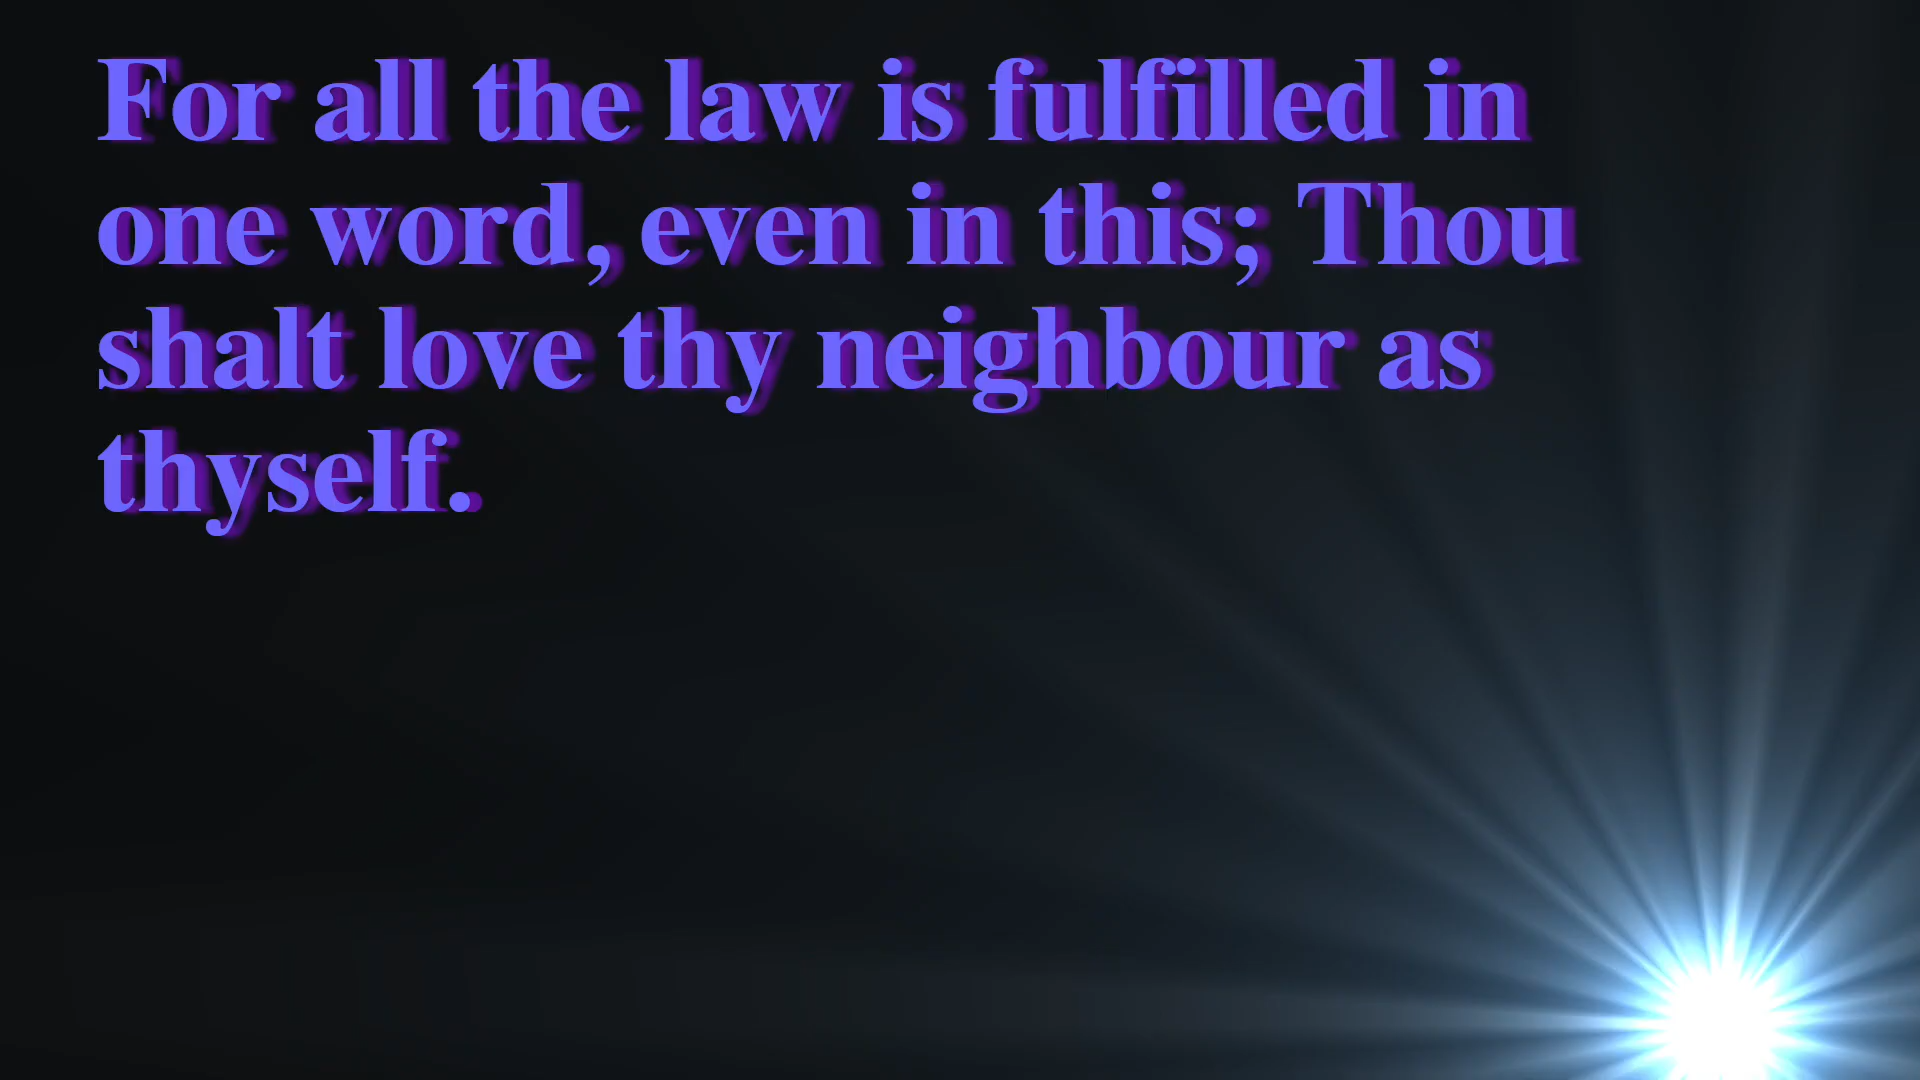 For all the law is fulfilled in
one word, even in this; Thou
shalt love thy neighbour as
thyself.